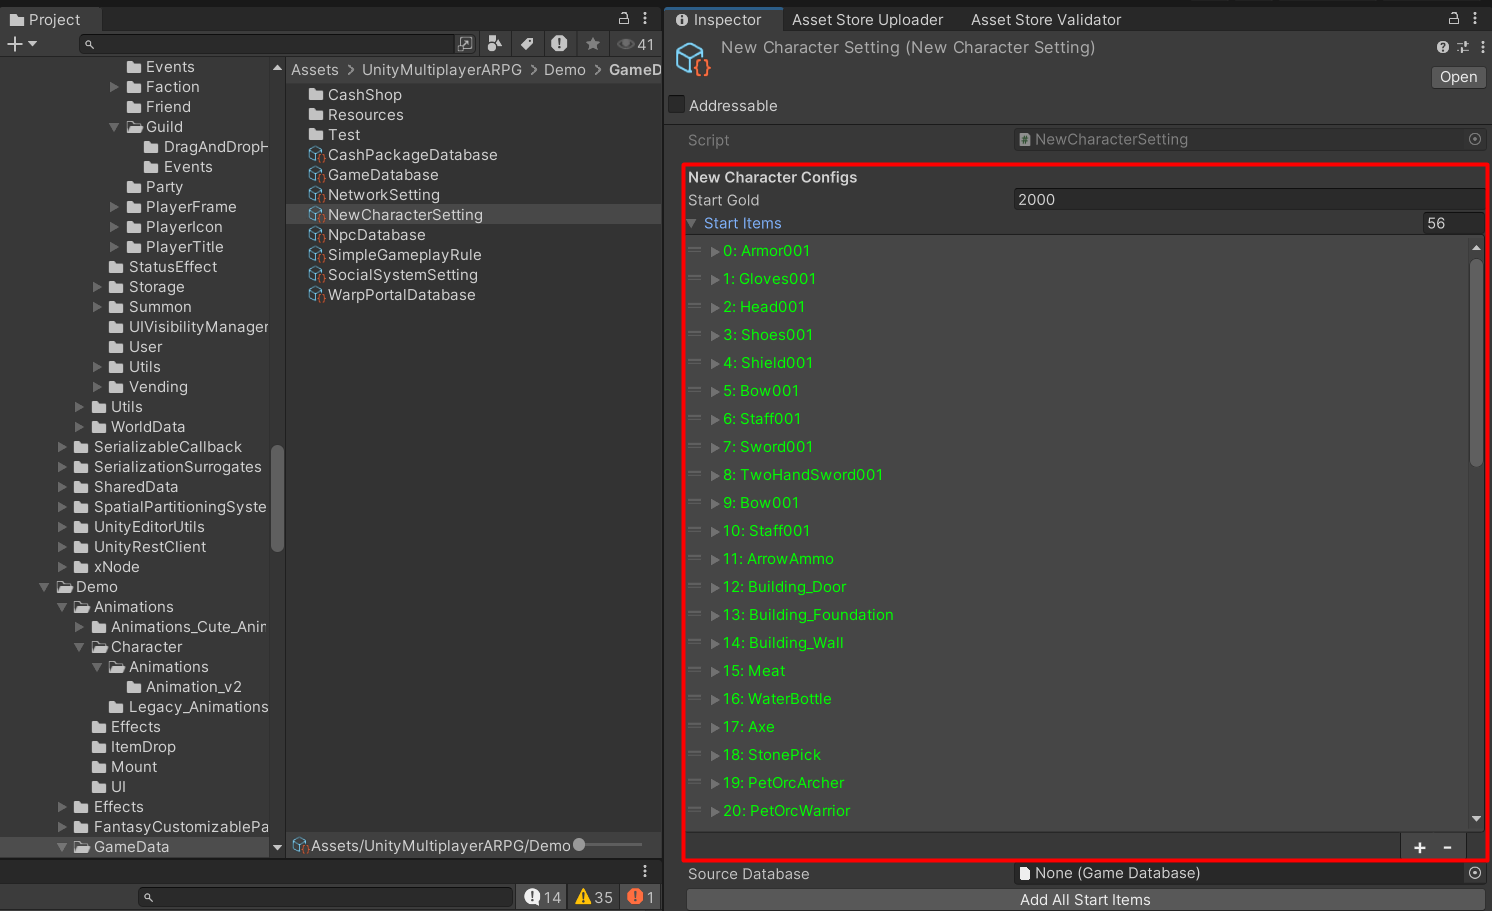 Project
41
Events
Faction
Friend
Guild
DragAndDropH
Events
Party
PlayerFrame
PlayerIcon
PlayerTitle
StatusEffect
Storage
Summon
UIVisibilityManager
User
Utils
Vending
Utils
WorldData
SerializableCallback
SerializationSurrogates
SharedData
SpatialPartitioningSyste
UnityEditorUtils
UnityRestClient
xNode
Demo
Animations
Animations_Cute_Anin
Character
Animations
Animation_v2
Legacy_Animations
Effects
ItemDrop
Mount
UI
Effects
FantasyCustomizablePa
GameData
Assets > UnityMultiplayerARPG > Demo > GameD
CashShop
Resources
Test
CashPackageDatabase
GameDatabase
NetworkSetting
NewCharacterSetting
NpcDatabase
SimpleGameplayRule
SocialSystemSetting
WarpPortalDatabase
Assets/UnityMultiplayerARPG/Demo
14 35 1
Inspector Asset Store Uploader Asset Store Validator
New Character Setting (New Character Setting)
Open
Addressable
Script NewCharacterSetting
New Character Configs
Start Gold 2000
Start Items 56
0: Armor001
1: Gloves001
2: Head001
3: Shoes001
4: Shield001
5: Bow001
6: Staff001
7: Sword001
8: TwoHandSword001
9: Bow001
10: Staff001
11: ArrowAmmo
12: Building_Door
13: Building_Foundation
14: Building_Wall
15: Meat
16: WaterBottle
17: Axe
18: StonePick
19: PetOrcArcher
20: PetOrcWarrior
+ -
Source Database None (Game Database)
Add All Start Items